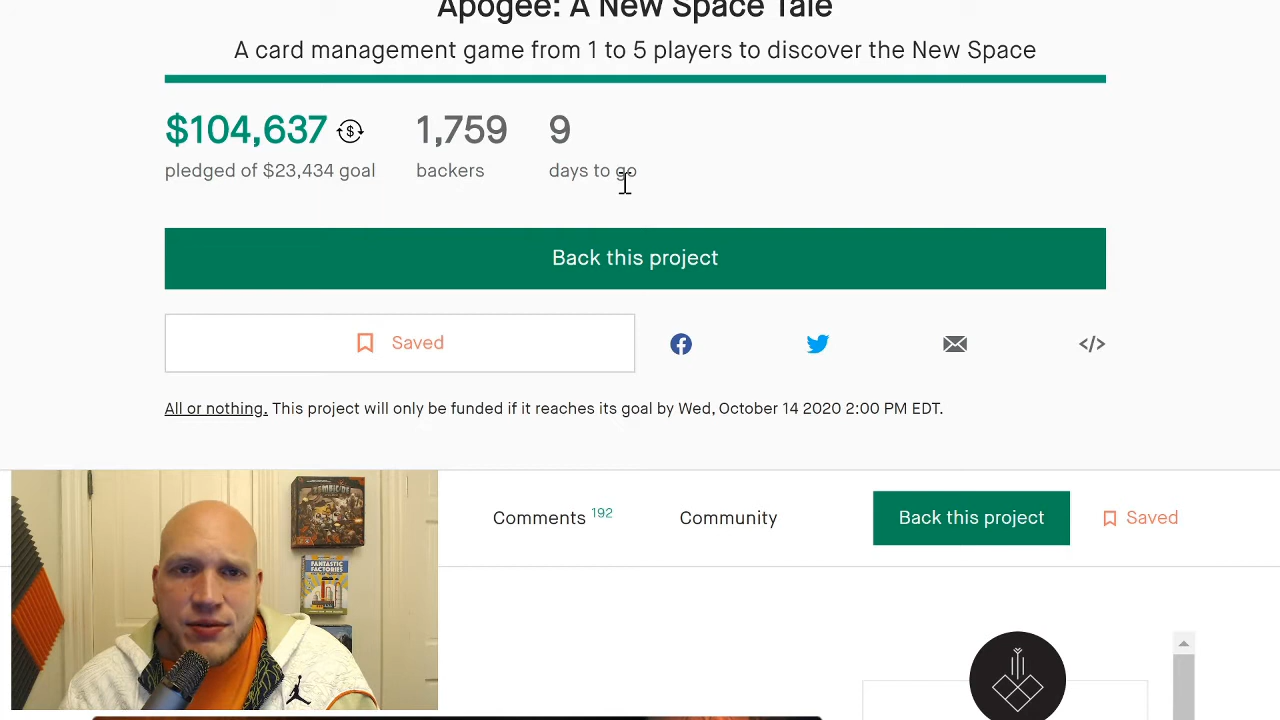 Apogee: A New Space Tale
A card management game from 1 to 5 players to discover the New Space
$104,637
pledged of $23,434 goal
1,759
backers
9
days to go
Back this project
Saved
All or nothing. This project will only be funded if it reaches its goal by Wed, October 14 2020 2:00 PM EDT.
Comments 192
Community
Back this project
Saved
FANTASTIC
FACTORIES